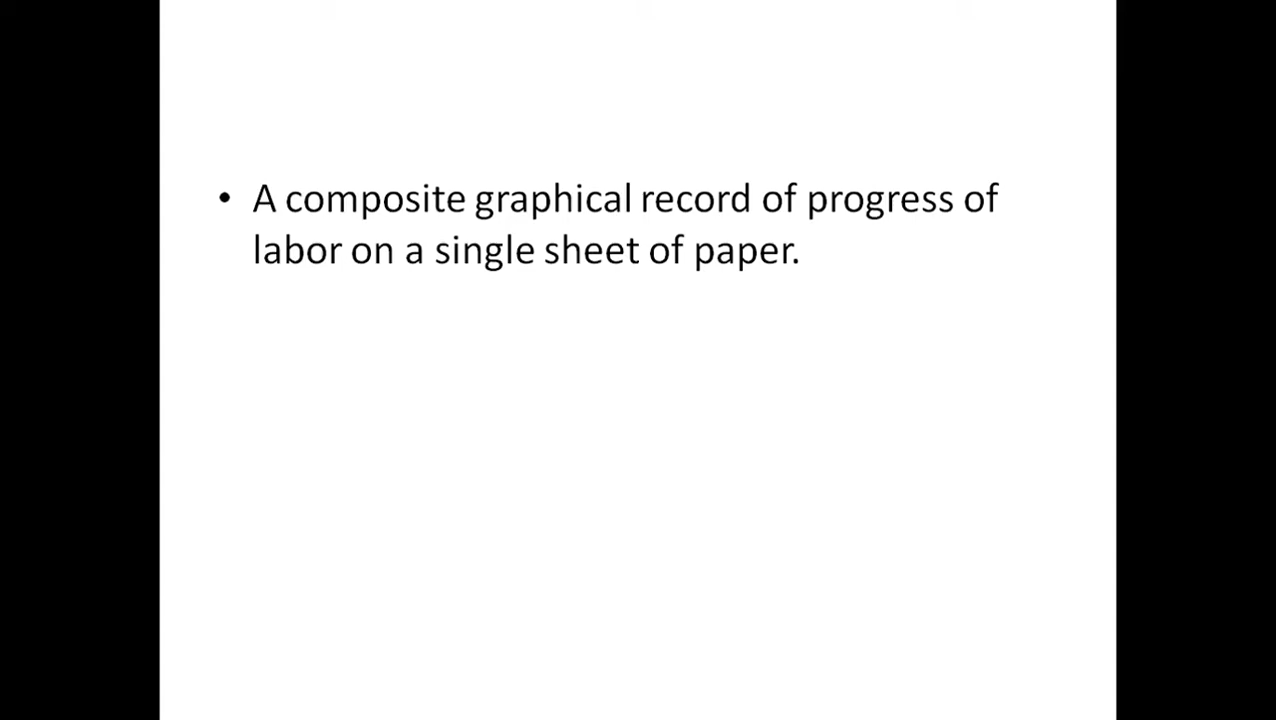 • A composite graphical record of progress of
labor on a single sheet of paper.